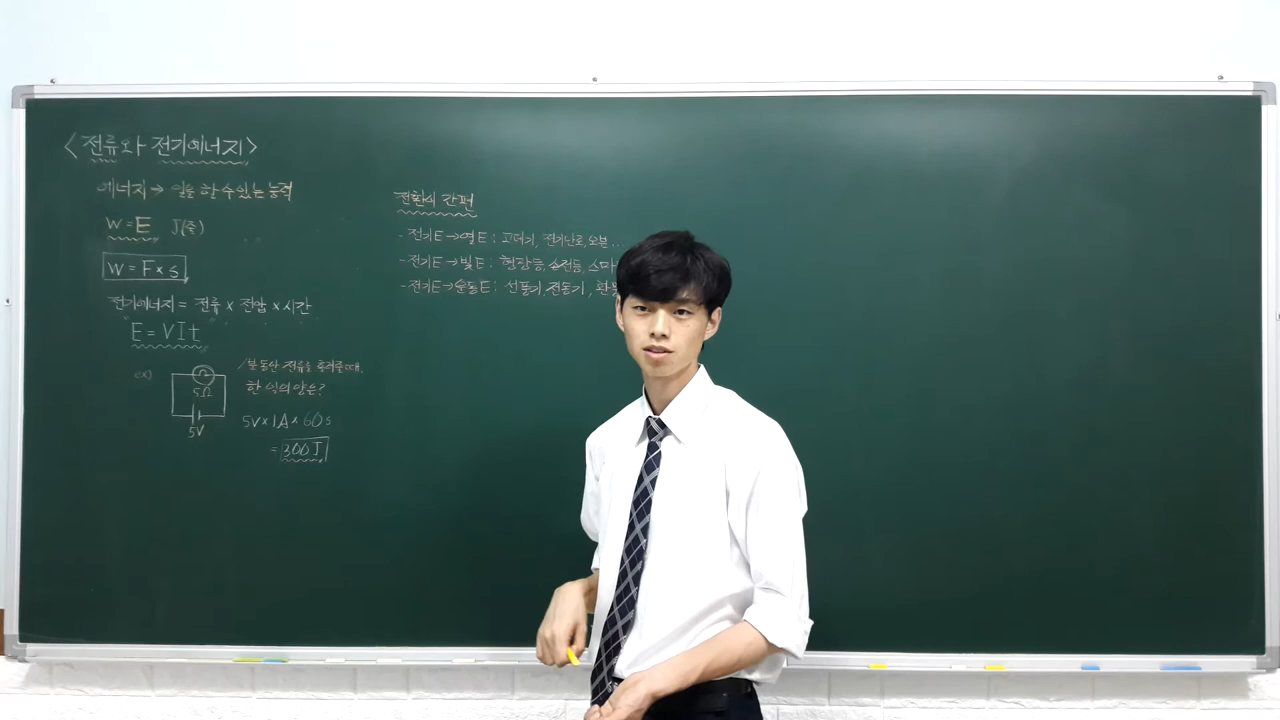 <전류와 전기에너지>
에너지 → 일을 할 수 있는 능력
W = E J(줄)
W = F × s
전기에너지 = 전류 × 전압 × 시간
E = VIt
ex)
5Ω
5V
1분 동안 전류를 흘려줄 때,
한 일의 양은?
5V × 1A × 60s
= 300J
전환이 간편
- 전기E → 열E : 고데기, 전기난로, 오븐...
- 전기E → 빛E : 형광등, 손전등, 스마
- 전기E → 운동E : 선풍기, 전동기, 환풍